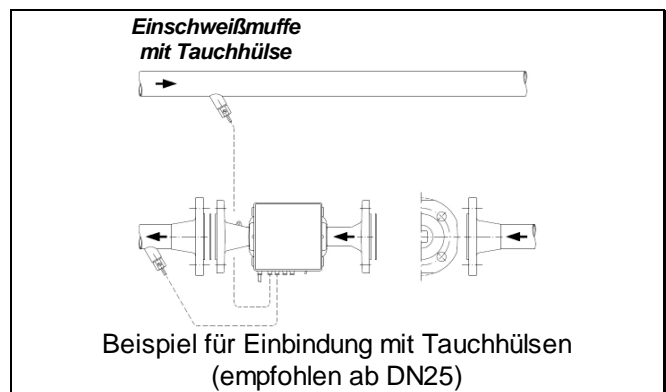 Einschweißmuffe
mit Tauchhülse
Beispiel für Einbindung mit Tauchhülsen
(empfohlen ab DN25)